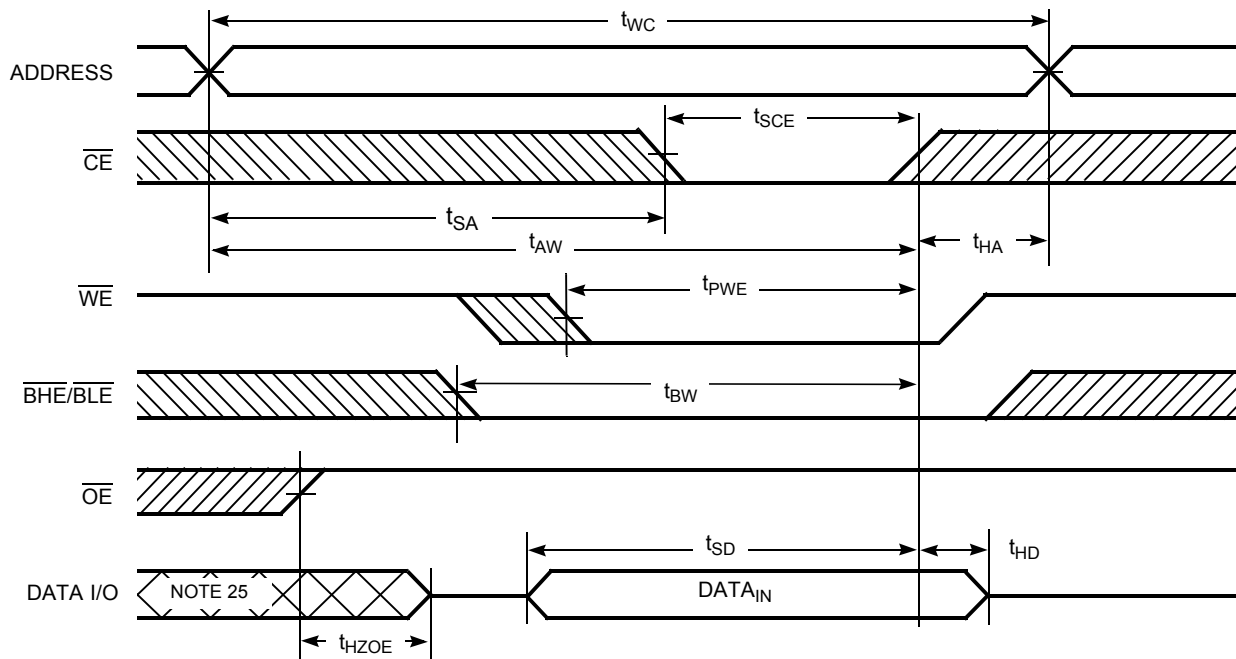 tWC
ADDRESS
tSCE
CE
tSA
tAW
tHA
WE
tPWE
BHE/BLE
tBW
OE
tSD
tHD
DATA I/O
NOTE 25
DATAIN
tHZOE